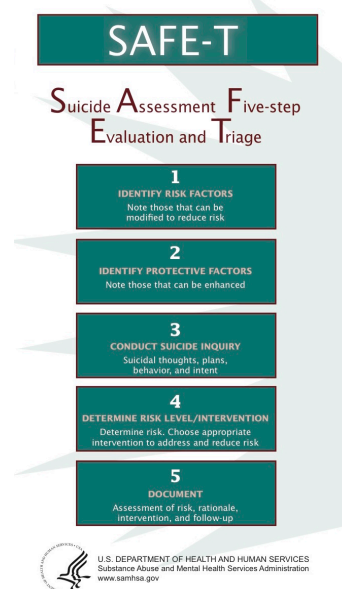 SAFE-T
Suicide Assessment Five-step
Evaluation and Triage
1
IDENTIFY RISK FACTORS
Note those that can be
modified to reduce risk
2
IDENTIFY PROTECTIVE FACTORS
Note those that can be enhanced
3
CONDUCT SUICIDE INQUIRY
Suicidal thoughts, plans,
behavior, and intent
4
DETERMINE RISK LEVEL/INTERVENTION
Determine risk. Choose appropriate
intervention to address and reduce risk
5
DOCUMENT
Assessment of risk, rationale,
intervention, and follow-up
U.S. DEPARTMENT OF HEALTH AND HUMAN SERVICES
Substance Abuse and Mental Health Services Administration
www.samhsa.gov